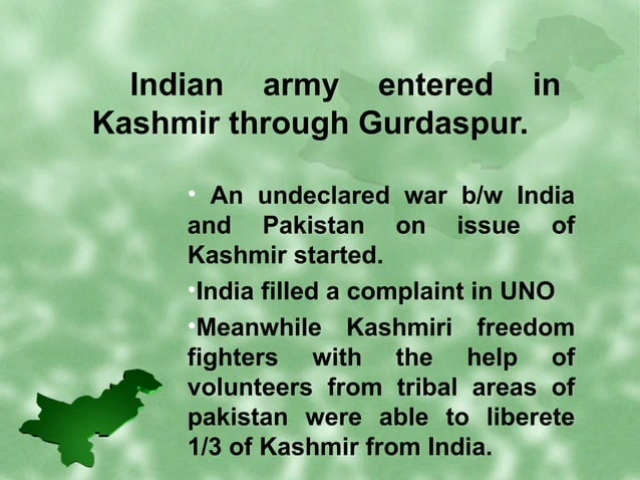 Indian army entered in
Kashmir through Gurdaspur.
• An undeclared war b/w India
and Pakistan on issue of
Kashmir started.
•India filled a complaint in UNO
•Meanwhile Kashmiri freedom
fighters with the help of
volunteers from tribal areas of
pakistan were able to liberete
1/3 of Kashmir from India.